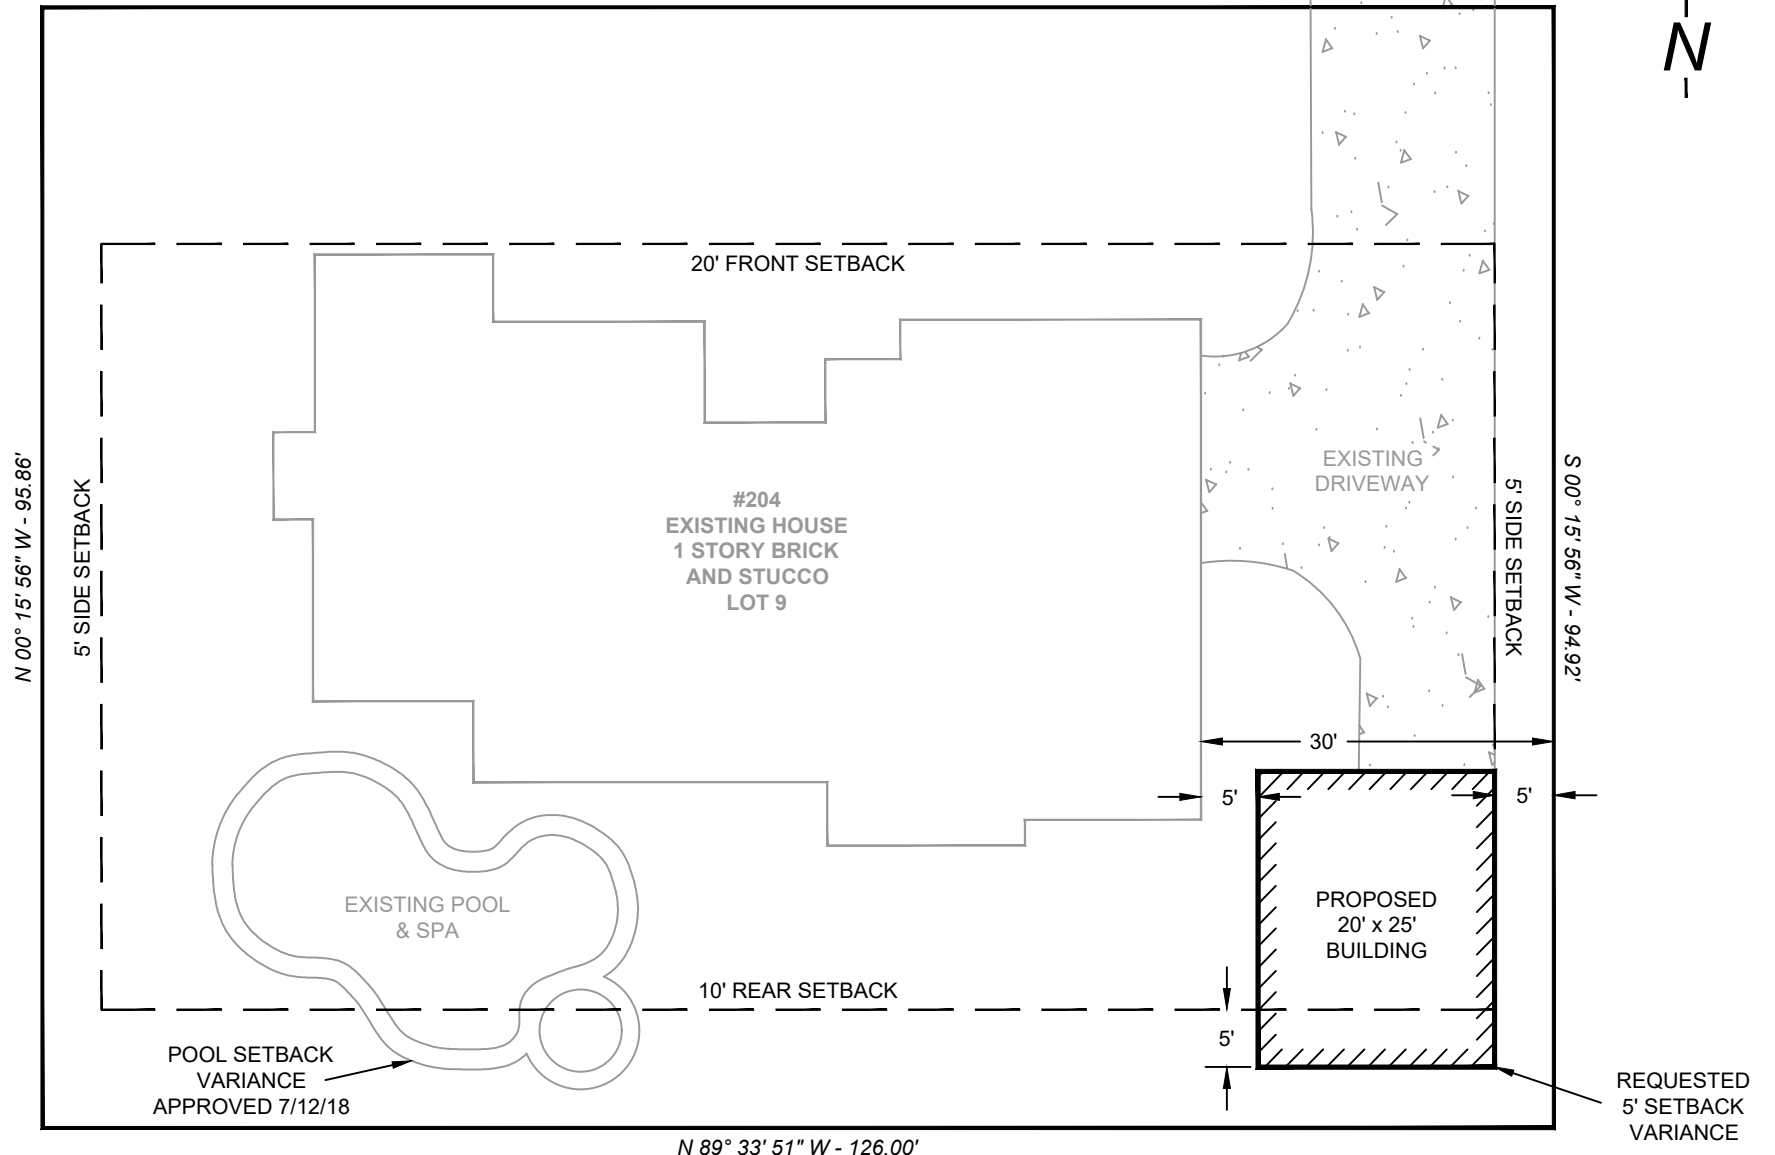 N
20' FRONT SETBACK
N 00° 15' 56" W - 95.86'
5' SIDE SETBACK
#204
EXISTING HOUSE
1 STORY BRICK
AND STUCCO
LOT 9
EXISTING
DRIVEWAY
5' SIDE SETBACK
S 00° 15' 56" W - 94.92'
30'
5'
5'
EXISTING POOL
& SPA
PROPOSED
20' x 25'
BUILDING
10' REAR SETBACK
5'
POOL SETBACK
VARIANCE
APPROVED 7/12/18
REQUESTED
5' SETBACK
VARIANCE
N 89° 33' 51" W - 126.00'